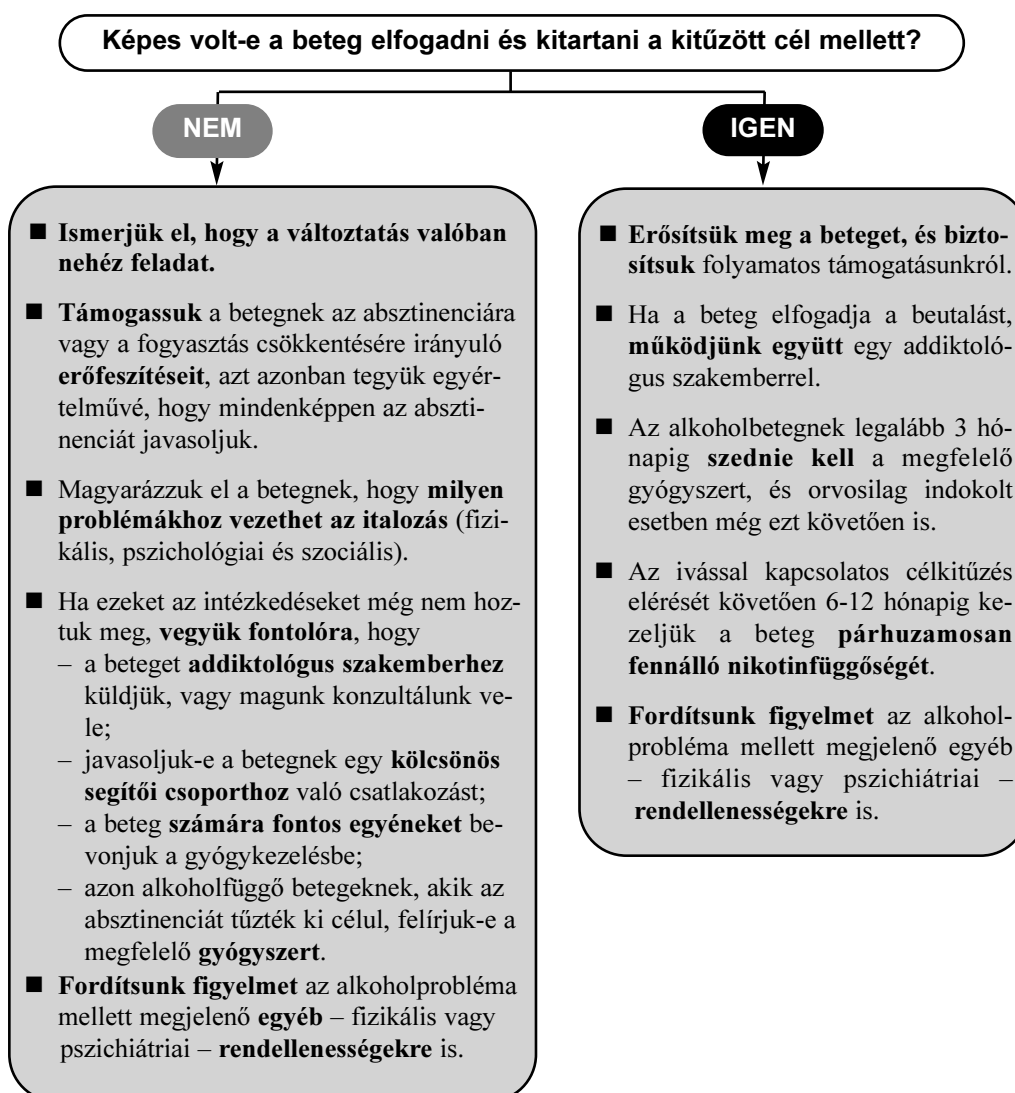 Képes volt-e a beteg elfogadni és kitartani a kitűzött cél mellett?
NEM
■ Ismerjük el, hogy a változtatás valóban
nehéz feladat.
■ Támogassuk a betegnek az absztinenciára
vagy a fogyasztás csökkentésére irányuló
erőfeszítéseit, azt azonban tegyük egyér-
telművé, hogy mindenképpen az abszti-
nenciát javasoljuk.
■ Magyarázzuk el a betegnek, hogy milyen
problémákhoz vezethet az italozás (fizi-
kális, pszichológiai és szociális).
■ Ha ezeket az intézkedéseket még nem hoz-
tuk meg, vegyük fontolóra, hogy
– a beteget addiktológus szakemberhez
küldjük, vagy magunk konzultálunk ve-
le;
– javasoljuk-e a betegnek egy kölcsönös
segítői csoporthoz való csatlakozást;
– a beteg számára fontos egyéneket be-
vonjuk a gyógykezelésbe;
– azon alkoholfüggő betegeknek, akik az
absztinenciát tűzték ki célul, felírjuk-e a
megfelelő gyógyszert.
■ Fordítsunk figyelmet az alkoholprobléma
mellett megjelenő egyéb – fizikális vagy
pszichiátriai – rendellenességekre is.
IGEN
■ Erősítsük meg a beteget, és bizto-
sítsuk folyamatos támogatásunkról.
■ Ha a beteg elfogadja a beutalást,
működjünk együtt egy addiktoló-
gus szakemberrel.
■ Az alkoholbetegnek legalább 3 hó-
napig szednie kell a megfelelő
gyógyszert, és orvosilag indokolt
esetben még ezt követően is.
■ Az ivással kapcsolatos célkitűzés
elérését követően 6-12 hónapig ke-
zeljük a beteg párhuzamosan
fennálló nikotinfüggőségét.
■ Fordítsunk figyelmet az alkohol-
probléma mellett megjelenő egyéb
– fizikális vagy pszichiátriai –
rendellenességekre is.